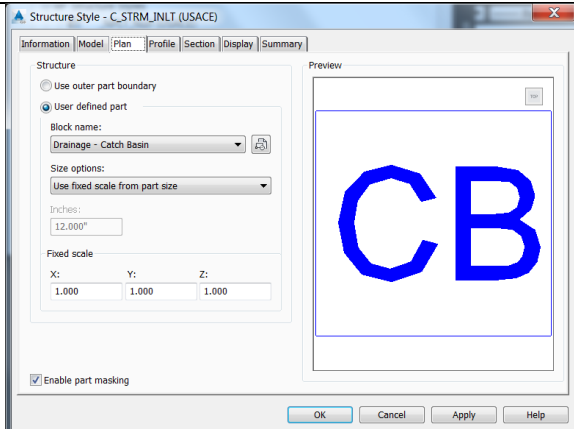 Structure Style - C_STRM_INLT (USACE)
X
Information Model Plan Profile Section Display Summary
Structure
Use outer part boundary
User defined part
Block name:
Drainage - Catch Basin
Size options:
Use fixed scale from part size
Inches:
12.000"
Fixed scale
X: Y: Z:
1.000 1.000 1.000
Enable part masking
Preview
TOP
CB
OK Cancel Apply Help